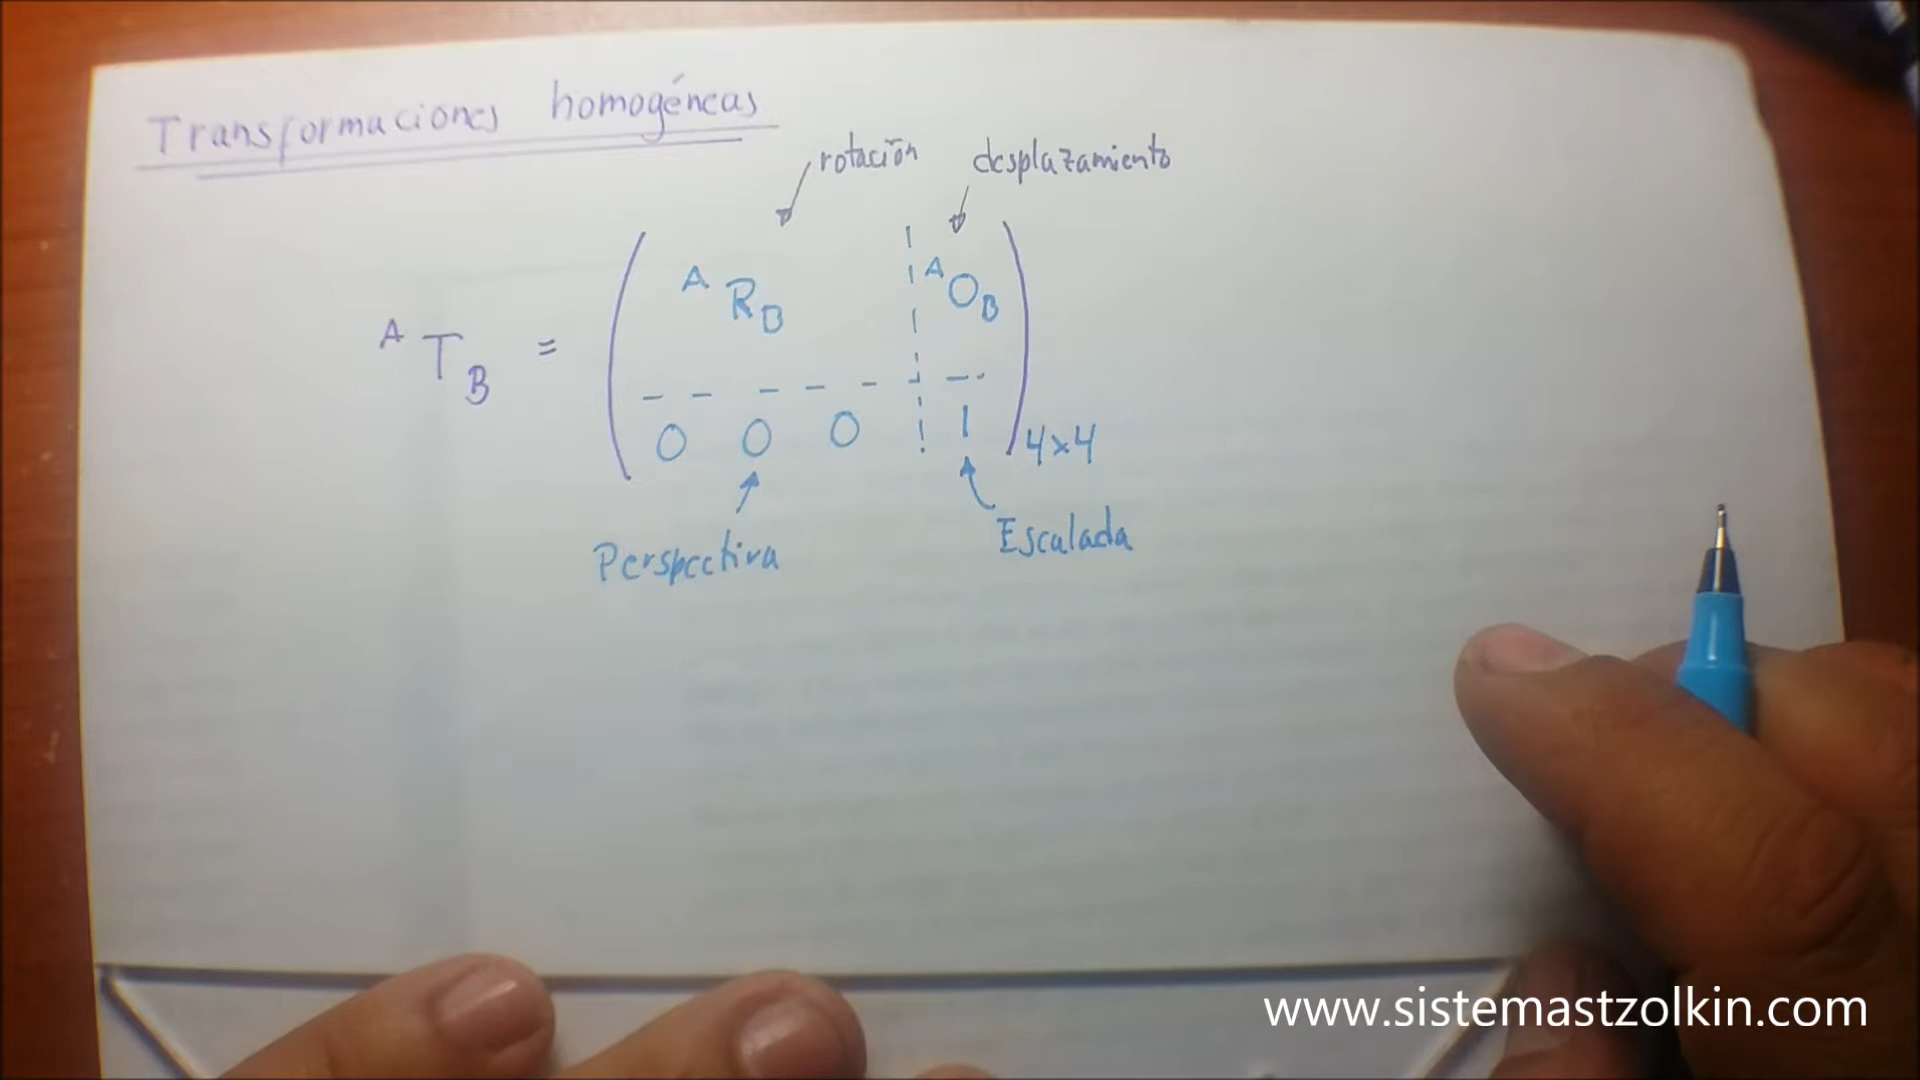 Transformaciones homogéneas
rotación desplazamiento
A R B A O B
A T B =
0 0 0 1 4x4
Perspectiva Escalada
www.sistemastzolkin.com